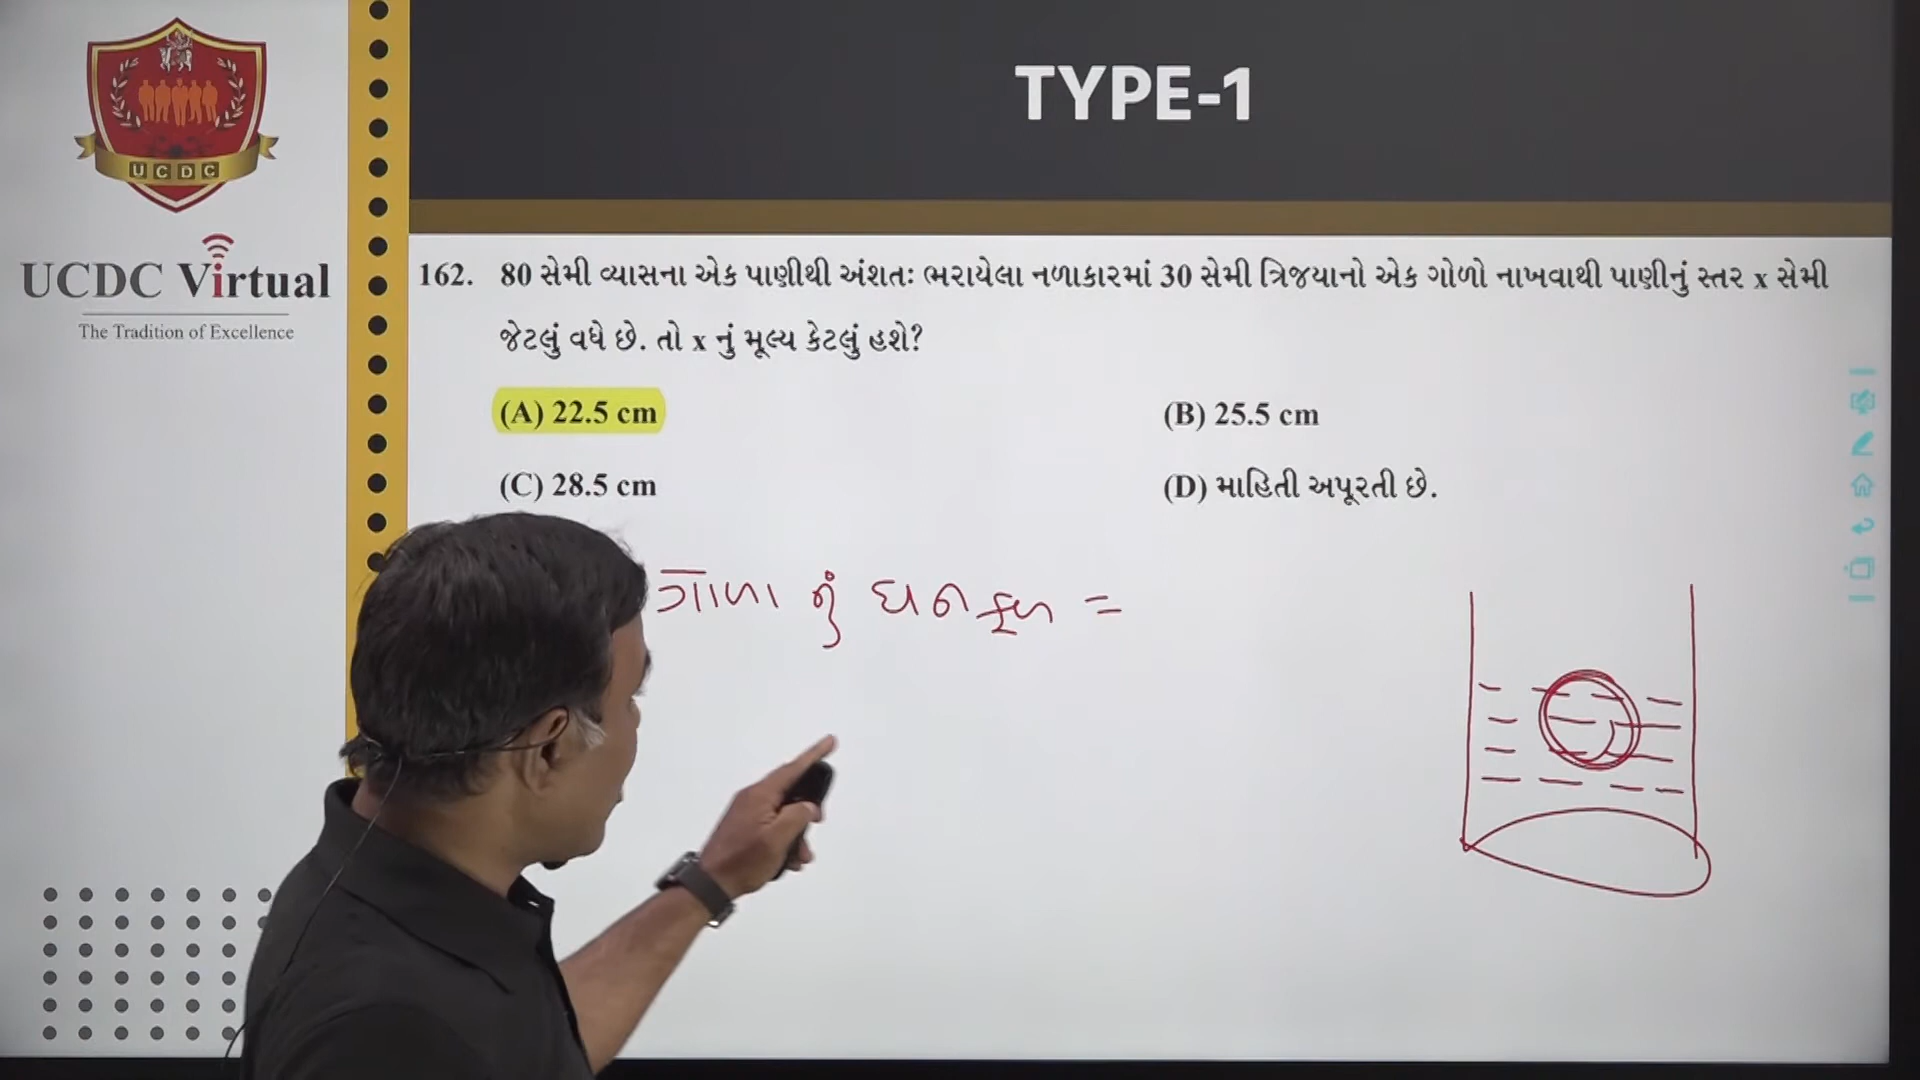 TYPE-1
UCDC
UCDC Virtual
The Tradition of Excellence
162. 80 સેમી વ્યાસના એક પાણીથી અંશતઃ ભરાયેલા નળાકારમાં 30 સેમી ત્રિજયાનો એક ગોળો નાખવાથી પાણીનું સ્તર x સેમી
જેટલું વધે છે. તો x નું મૂલ્ય કેટલું હશે?
(A) 22.5 cm
(B) 25.5 cm
(C) 28.5 cm
(D) માહિતી અપૂરતી છે.
ગોળા નું ઘનફળ =